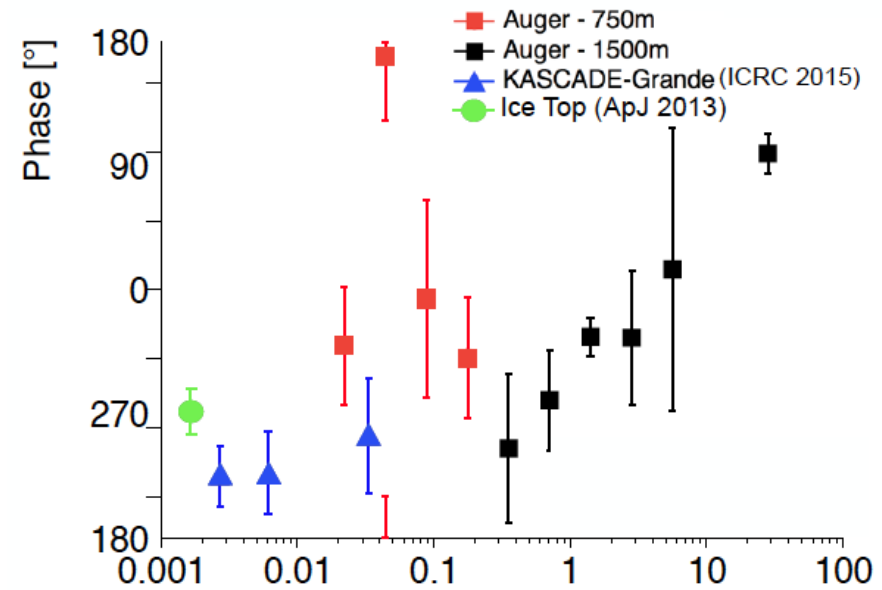 Auger - 750m
Auger - 1500m
KASCADE-Grande (ICRC 2015)
Ice Top (ApJ 2013)
Phase [°]
180
90
0
270
180
0.001 0.01 0.1 1 10 100